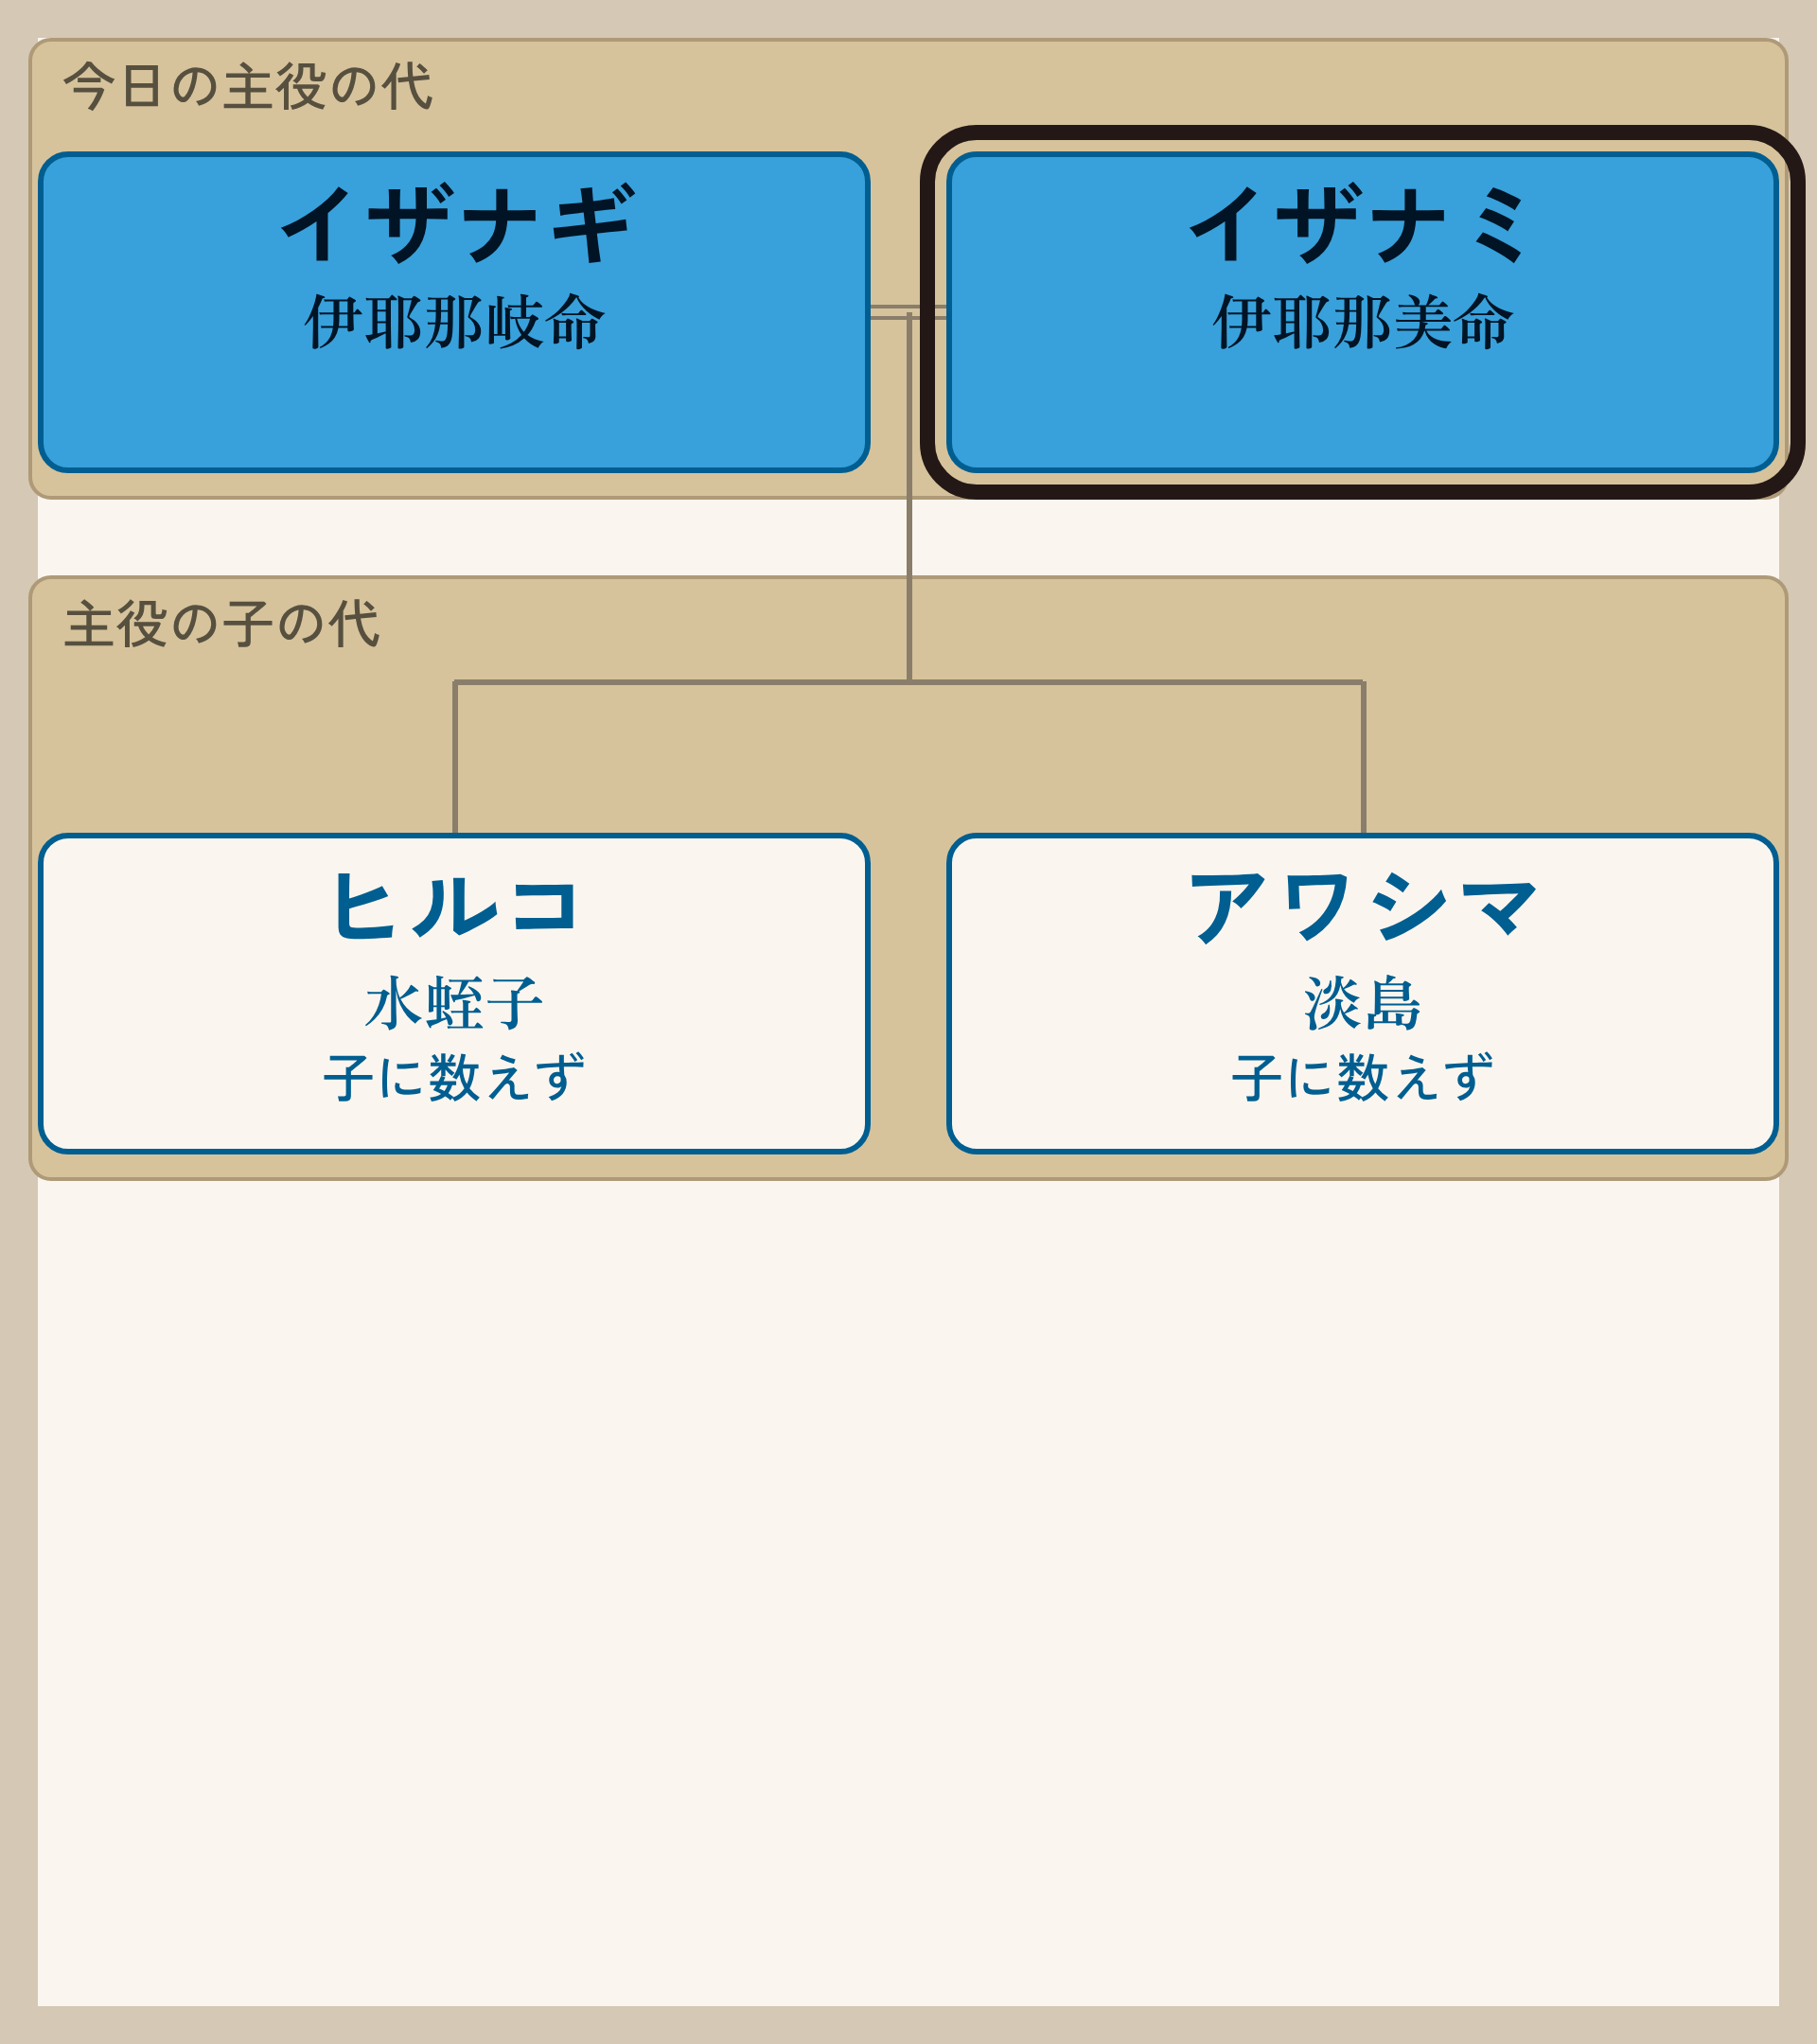 今日の主役の代
イザナギ
伊耶那岐命
イザナミ
伊耶那美命
主役の子の代
ヒルコ
水蛭子
子に数えず
アワシマ
淡島
子に数えず